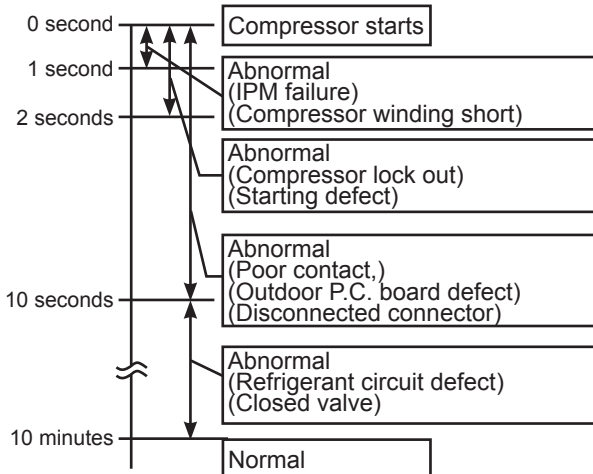 0 second
Compressor starts
1 second
Abnormal
(IPM failure)
(Compressor winding short)
2 seconds
Abnormal
(Compressor lock out)
(Starting defect)
Abnormal
(Poor contact,)
(Outdoor P.C. board defect)
(Disconnected connector)
10 seconds
Abnormal
(Refrigerant circuit defect)
(Closed valve)
10 minutes
Normal